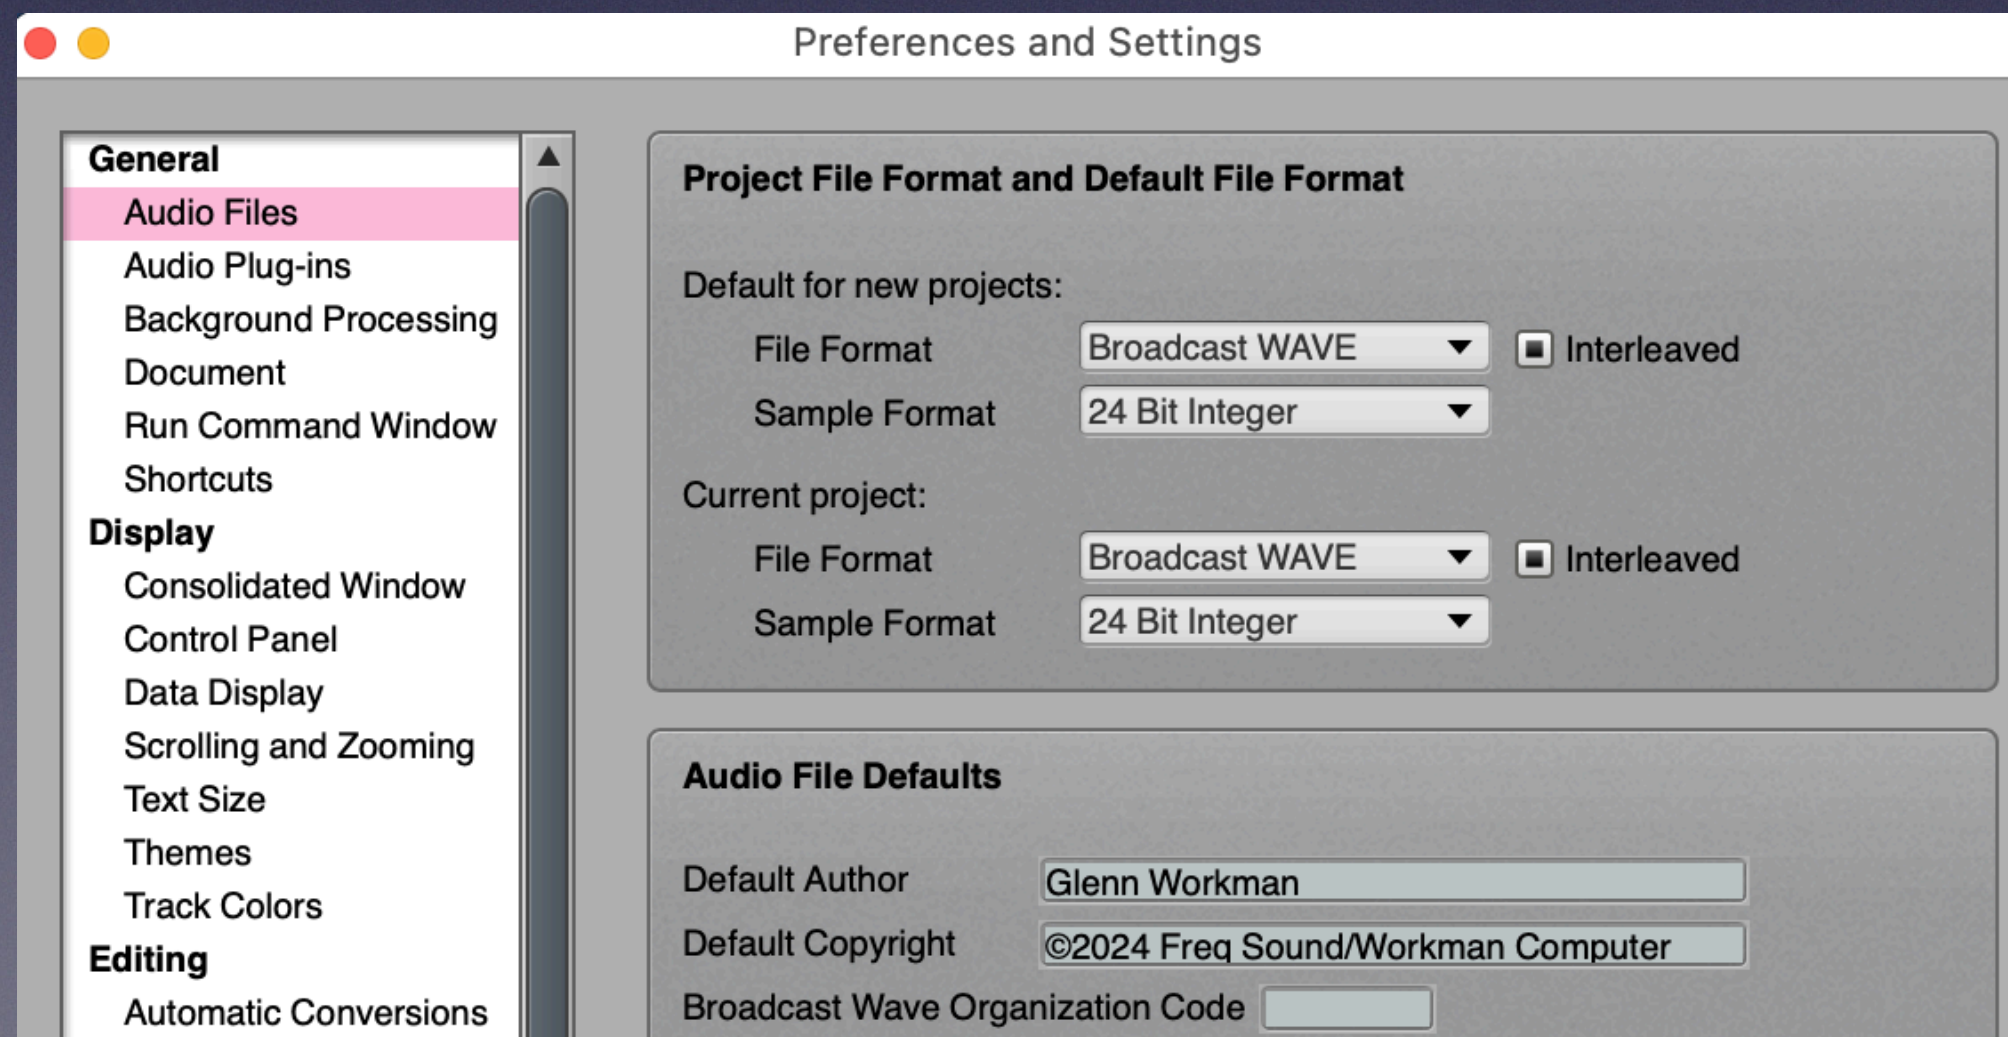 Preferences and Settings
General
Audio Files
Audio Plug-ins
Background Processing
Document
Run Command Window
Shortcuts
Display
Consolidated Window
Control Panel
Data Display
Scrolling and Zooming
Text Size
Themes
Track Colors
Editing
Automatic Conversions
Project File Format and Default File Format
Default for new projects:
File Format Broadcast WAVE Interleaved
Sample Format 24 Bit Integer
Current project:
File Format Broadcast WAVE Interleaved
Sample Format 24 Bit Integer
Audio File Defaults
Default Author Glenn Workman
Default Copyright ©2024 Freq Sound/Workman Computer
Broadcast Wave Organization Code